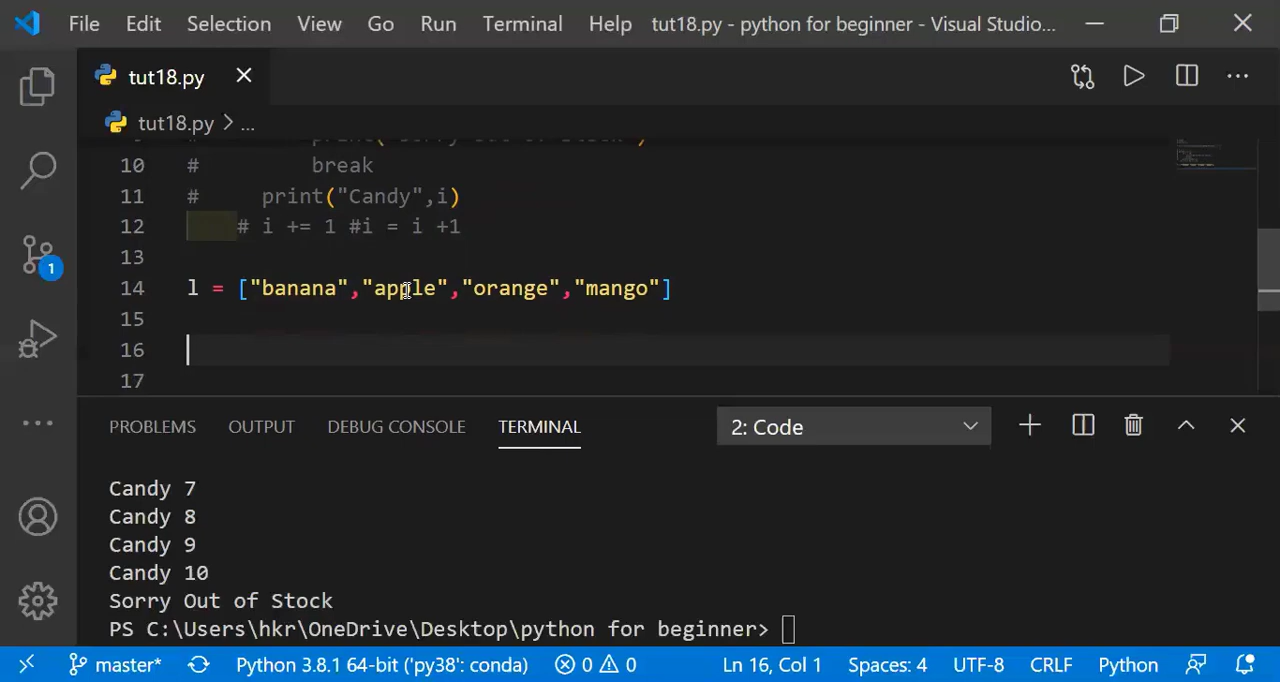 File Edit Selection View Go Run Terminal Help tut18.py - python for beginner - Visual Studio...
tut18.py
tut18.py > ...
10 # break
11 # print("Candy",i)
12 # i += 1 #i = i +1
13
14 l = ["banana","apple","orange","mango"]
15
16
17
PROBLEMS OUTPUT DEBUG CONSOLE TERMINAL 2: Code
Candy 7
Candy 8
Candy 9
Candy 10
Sorry Out of Stock
PS C:\Users\hkr\OneDrive\Desktop\python for beginner>
1
master* Python 3.8.1 64-bit ('py38': conda) 0 0 Ln 16, Col 1 Spaces: 4 UTF-8 CRLF Python